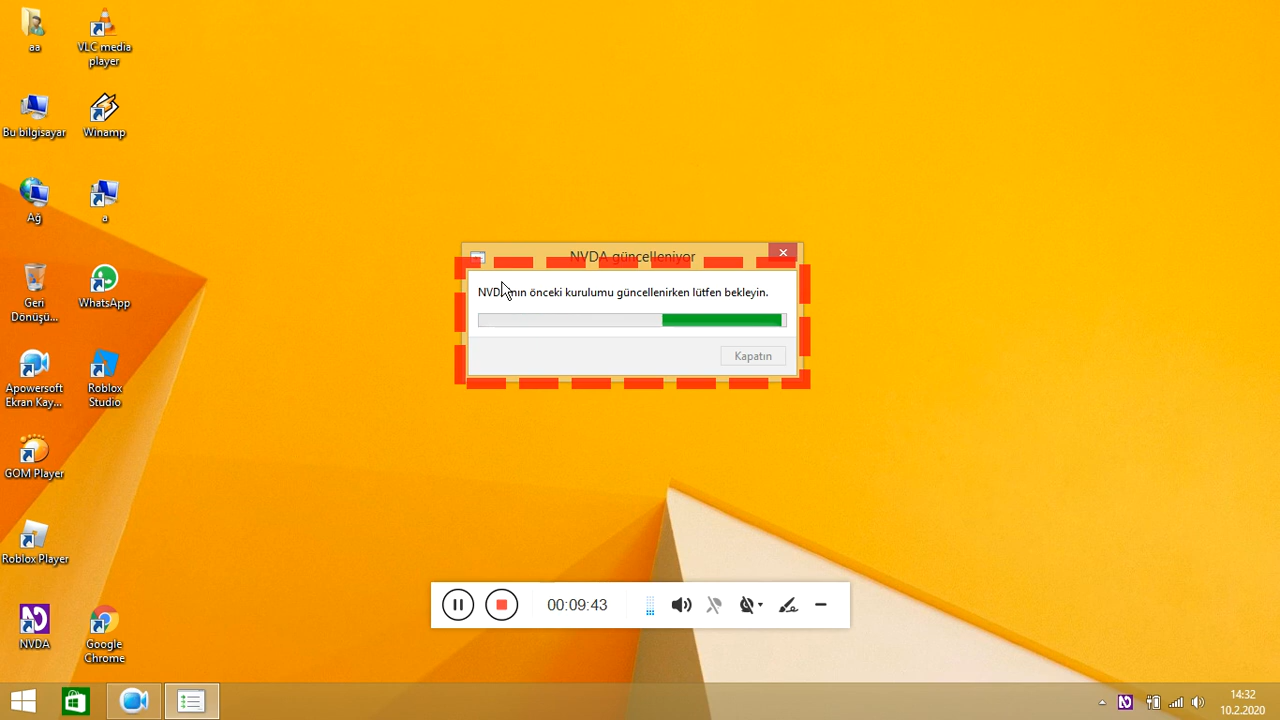 aa
VLC media
player
Bu bilgisayar
Winamp
Ağ
a
Geri
Dönüşü...
WhatsApp
Apowersoft
Ekran Kay...
Roblox
Studio
GOM Player
Roblox Player
NVDA
Google
Chrome
NVDA güncelleniyor
önceki kurulumu güncellenirken lütfen bekleyin.
Kapatın
00:09:43
14:32
10.2.2020